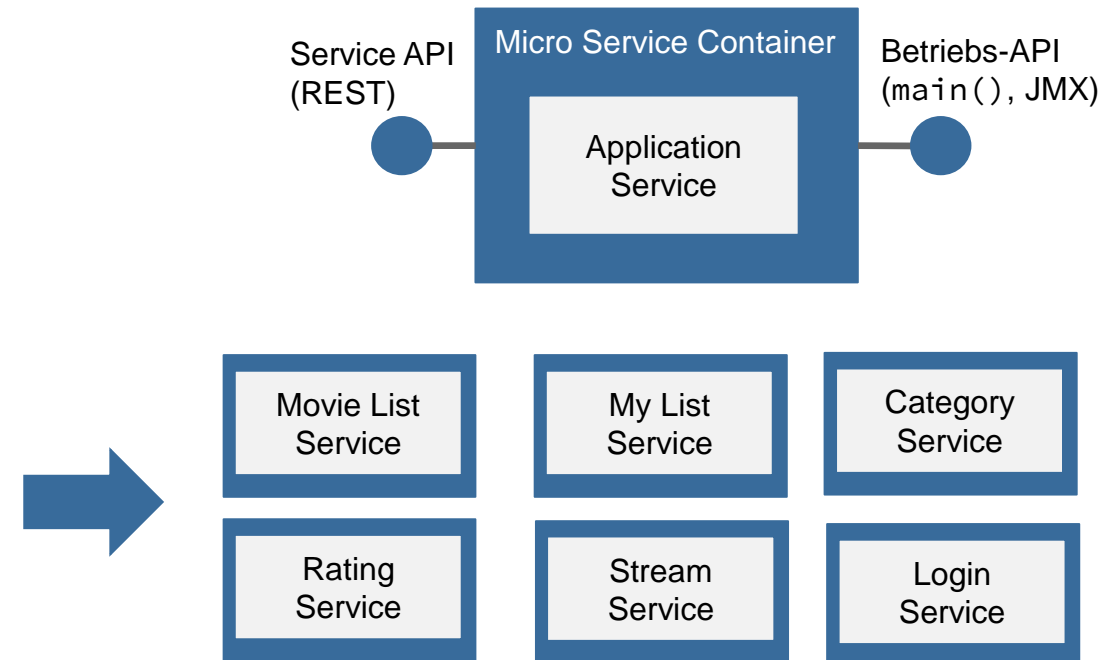 Service API
(REST)
Micro Service Container
Betriebs-API
(main(), JMX)
Application
Service
Movie List
Service
My List
Service
Category
Service
Rating
Service
Stream
Service
Login
Service